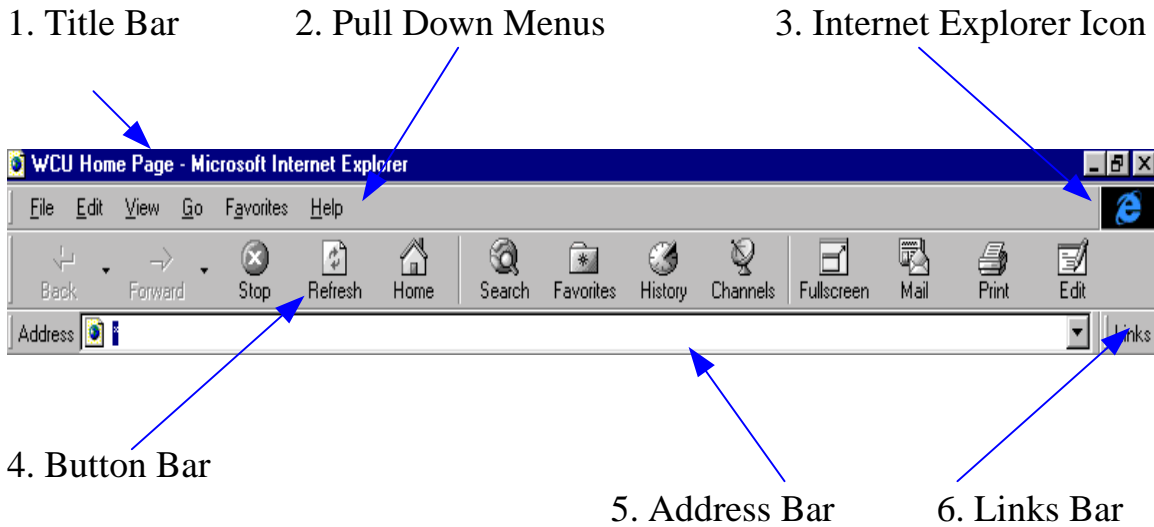 1. Title Bar 2. Pull Down Menus 3. Internet Explorer Icon
WCU Home Page - Microsoft Internet Explorer
File Edit View Go Favorites Help
Back Forward Stop Refresh Home Search Favorites History Channels Fullscreen Mail Print Edit
Address Links
4. Button Bar
5. Address Bar 6. Links Bar